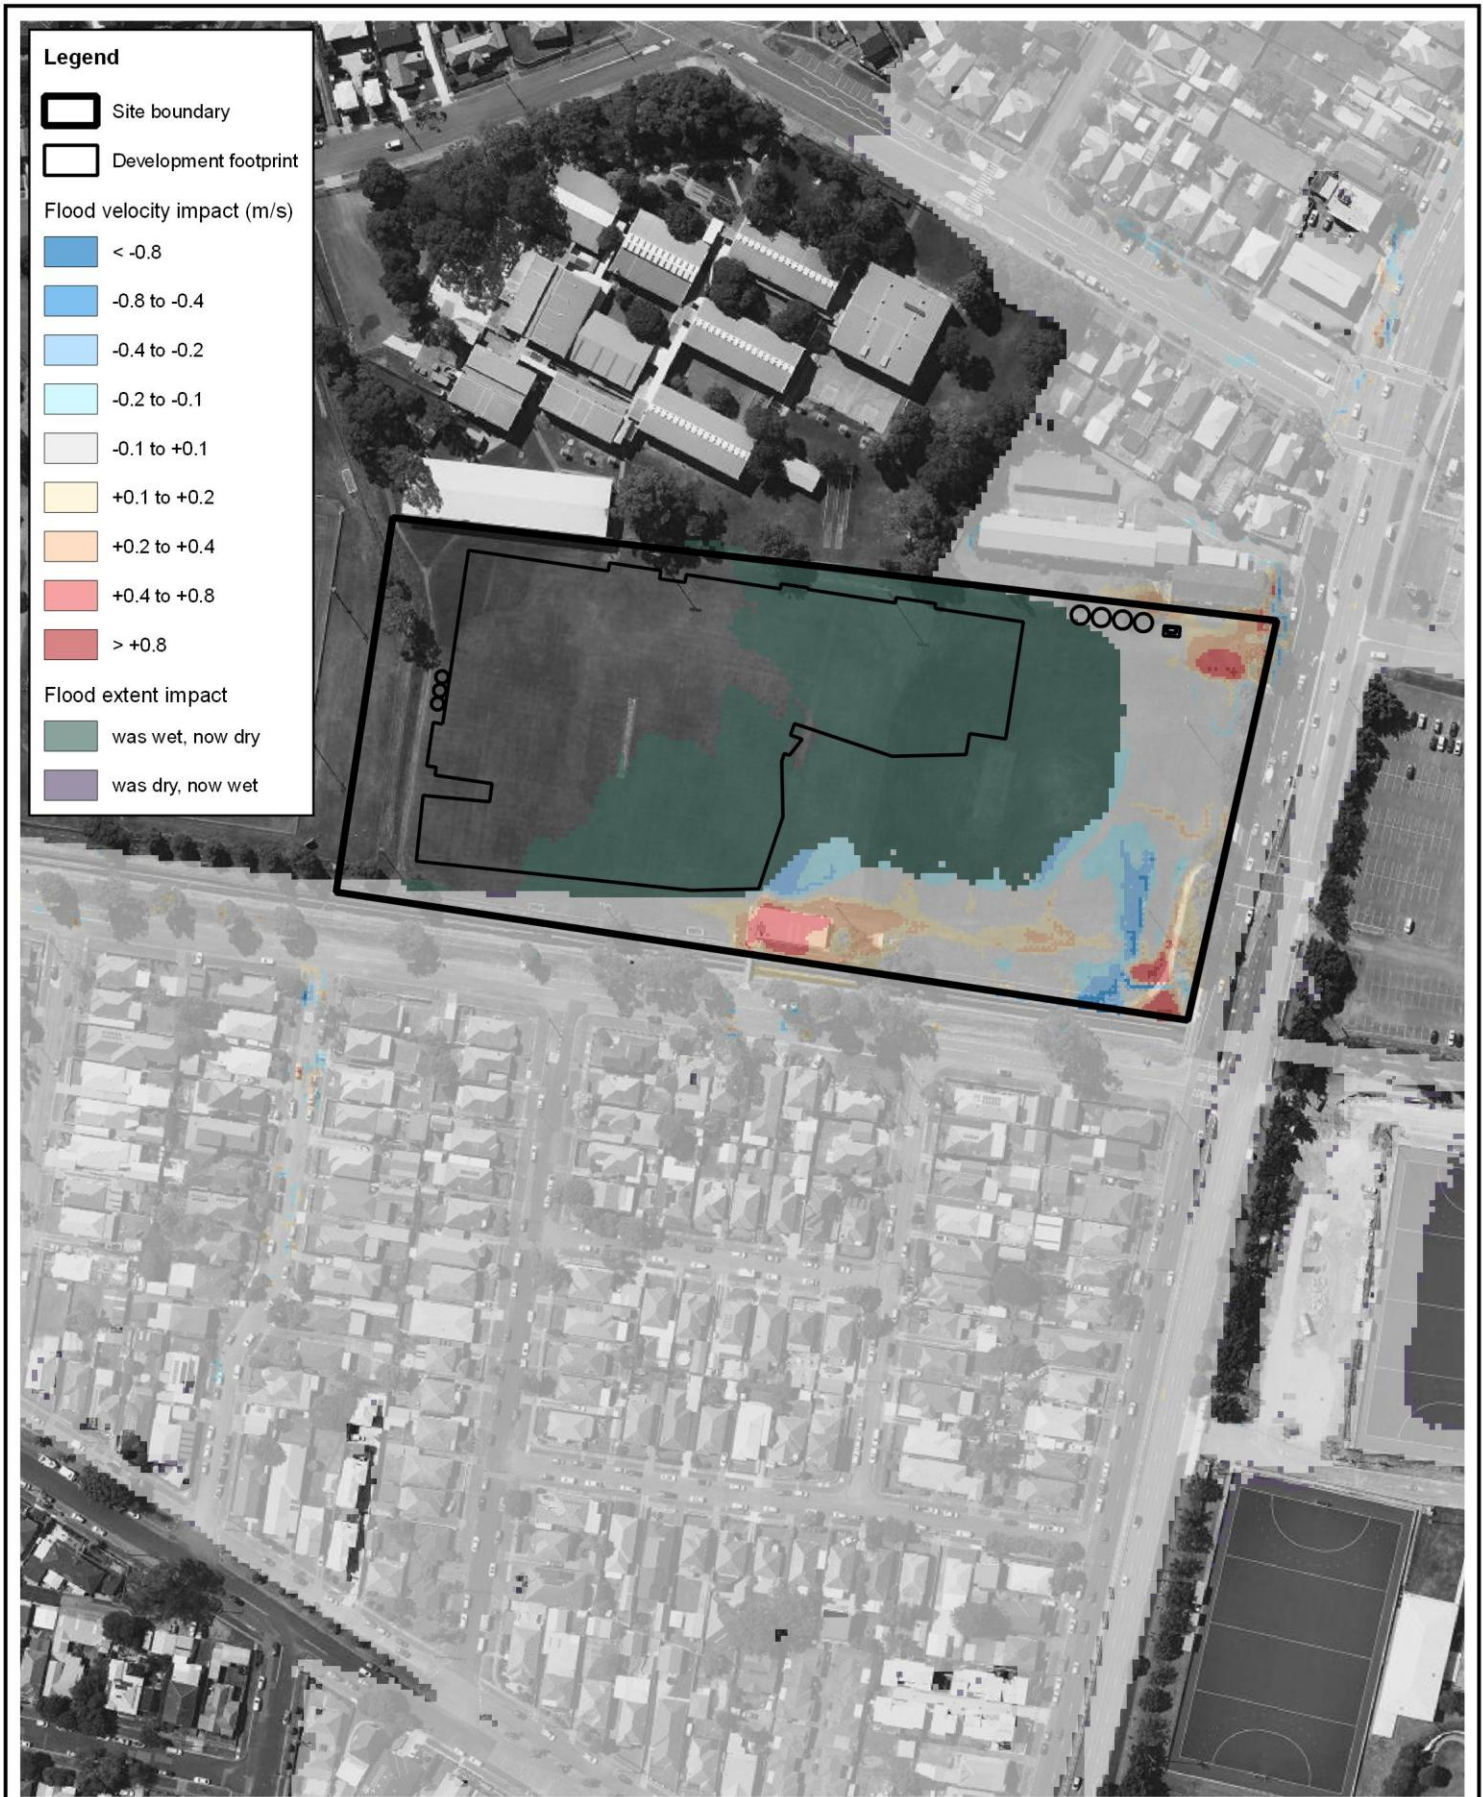 Legend
Site boundary
Development footprint
Flood velocity impact (m/s)
< -0.8
-0.8 to -0.4
-0.4 to -0.2
-0.2 to -0.1
-0.1 to +0.1
+0.1 to +0.2
+0.2 to +0.4
+0.4 to +0.8
> +0.8
Flood extent impact
was wet, now dry
was dry, now wet